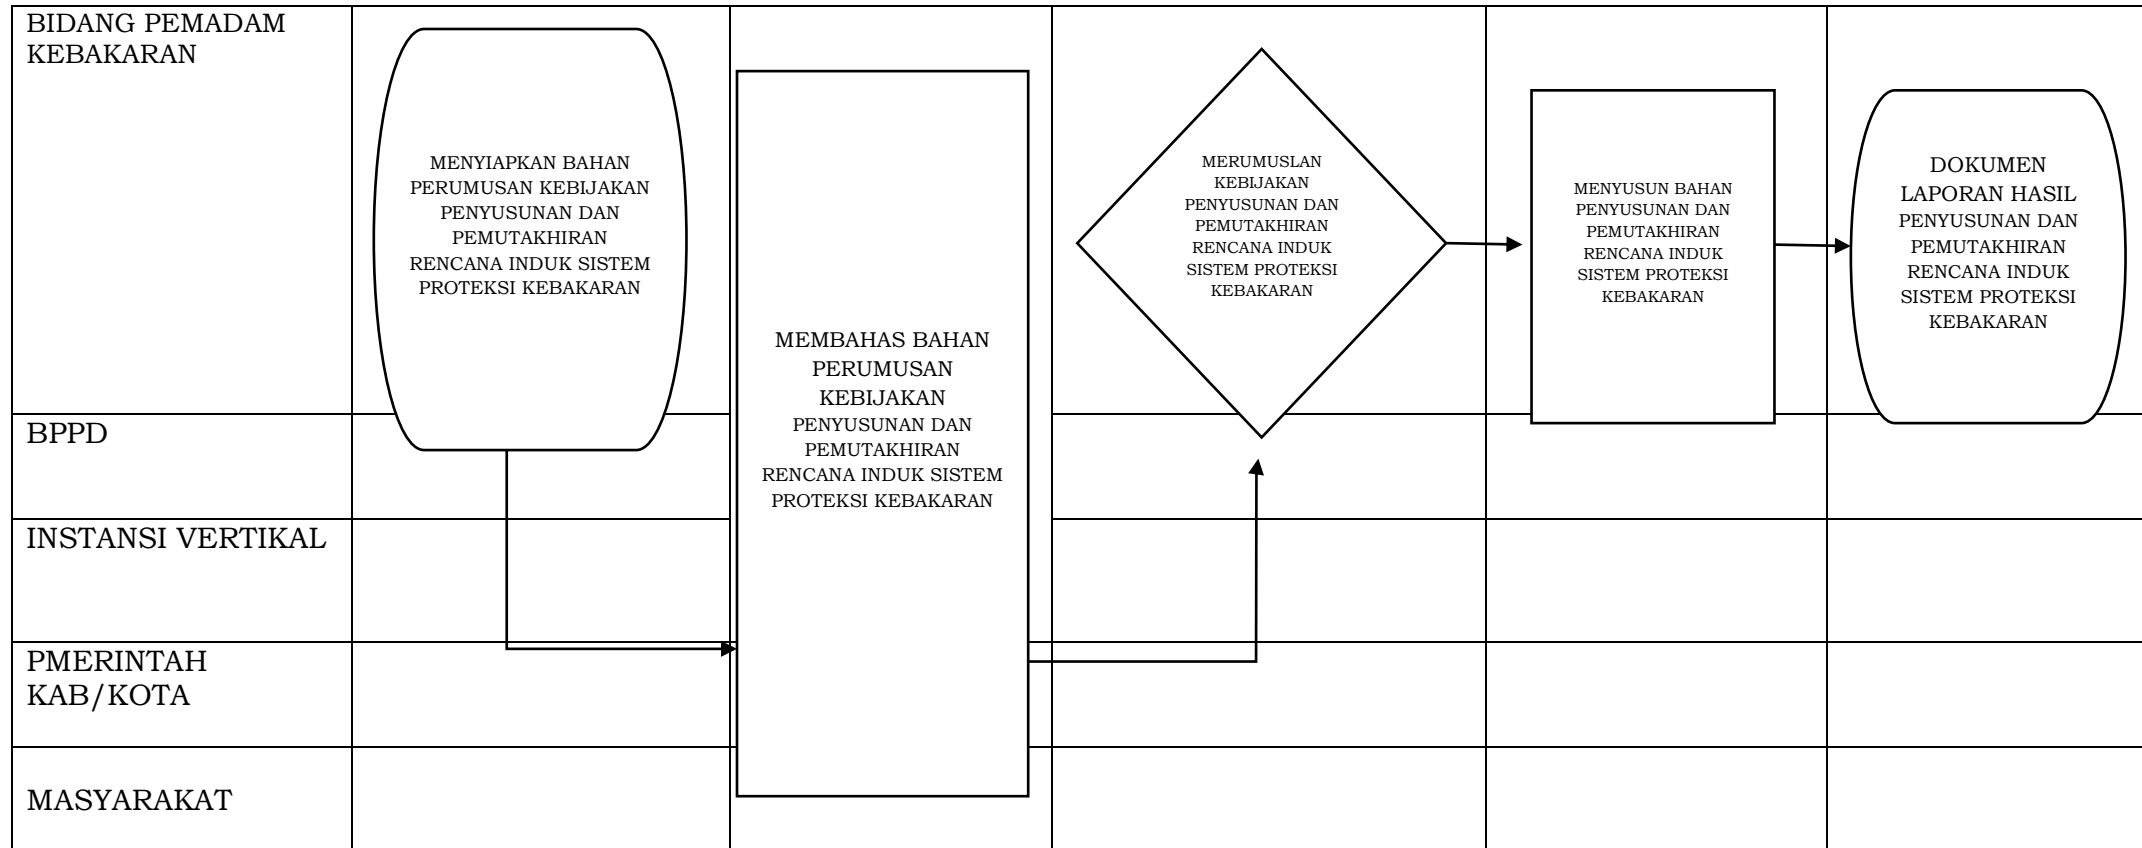 BIDANG PEMADAM
KEBAKARAN
MENYIAPKAN BAHAN
PERUMUSAN KEBIJAKAN
PENYUSUNAN DAN
PEMUTAKHIRAN
RENCANA INDUK SISTEM
PROTEKSI KEBAKARAN
MEMBAHAS BAHAN
PERUMUSAN
KEBIJAKAN
PENYUSUNAN DAN
PEMUTAKHIRAN
RENCANA INDUK SISTEM
PROTEKSI KEBAKARAN
MERUMUSLAN
KEBIJAKAN
PENYUSUNAN DAN
PEMUTAKHIRAN
RENCANA INDUK
SISTEM PROTEKSI
KEBAKARAN
MENYUSUN BAHAN
PENYUSUNAN DAN
PEMUTAKHIRAN
RENCANA INDUK
SISTEM PROTEKSI
KEBAKARAN
DOKUMEN
LAPORAN HASIL
PENYUSUNAN DAN
PEMUTAKHIRAN
RENCANA INDUK
SISTEM PROTEKSI
KEBAKARAN
BPPD
INSTANSI VERTIKAL
PMERINTAH
KAB/KOTA
MASYARAKAT